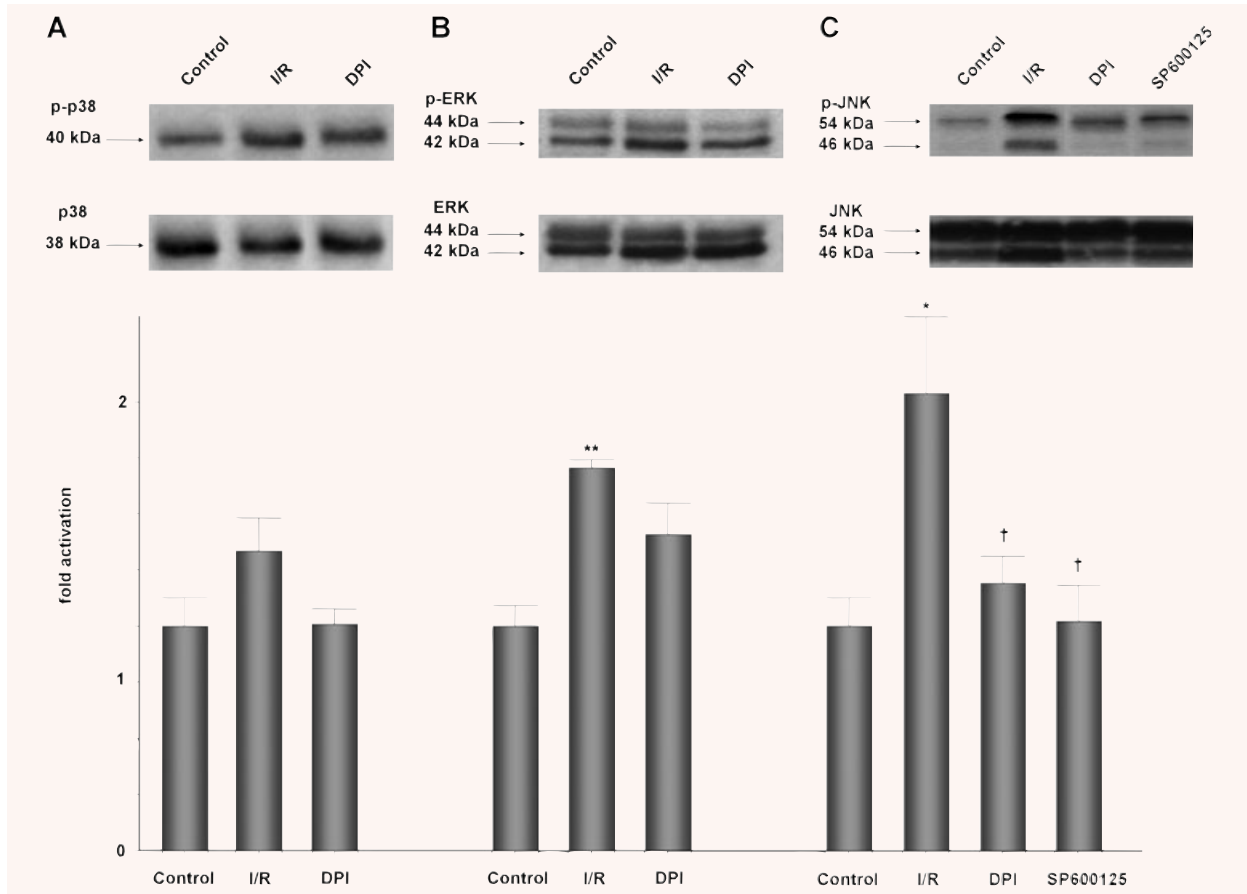 A
Control
I/R
DPI
p-p38
40 kDa
p38
38 kDa
B
Control
I/R
DPI
p-ERK
44 kDa
42 kDa
ERK
44 kDa
42 kDa
C
Control
I/R
DPI
SP600125
p-JNK
54 kDa
46 kDa
JNK
54 kDa
46 kDa
fold activation
2
1
0
**
*
†
†
Control I/R DPI
Control I/R DPI
Control I/R DPI SP600125